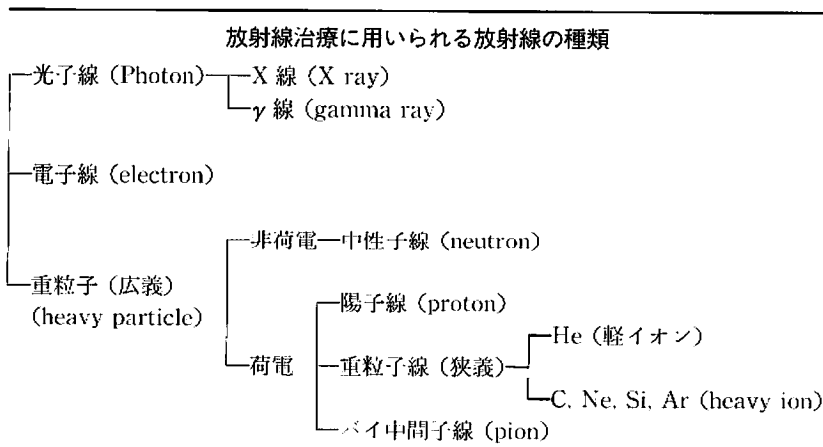 放射線治療に用いられる放射線の種類
光子線 (Photon) X 線 (X ray)
γ 線 (gamma ray)
電子線 (electron)
非荷電 中性子線 (neutron)
重粒子 (広義)
(heavy particle)
陽子線 (proton)
荷電 重粒子線 (狭義)
He (軽イオン)
C, Ne, Si, Ar (heavy ion)
パイ中間子線 (pion)